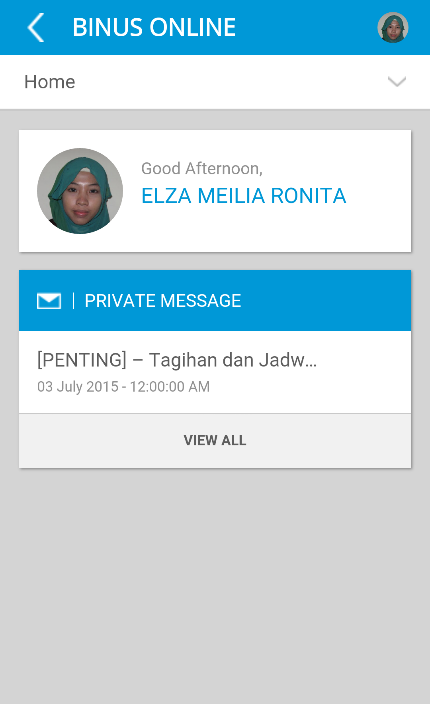 BINUS ONLINE
Home
Good Afternoon,
ELZA MEILIA RONITA
PRIVATE MESSAGE
[PENTING] – Tagihan dan Jadw...
03 July 2015 - 12:00:00 AM
VIEW ALL